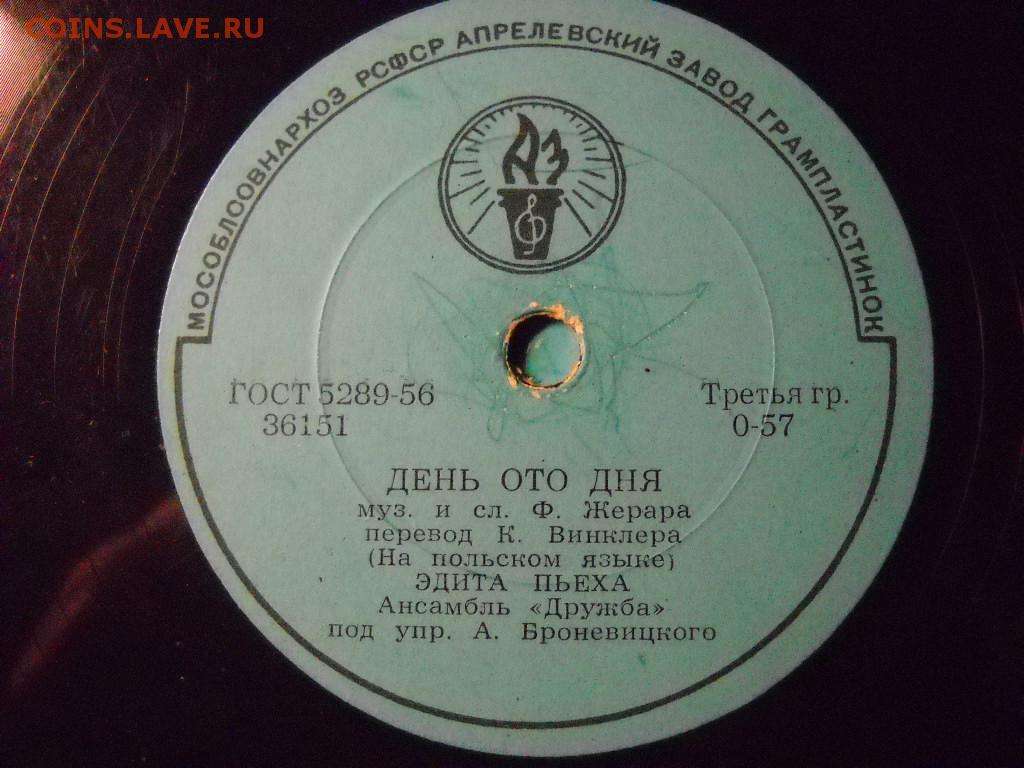 COINS.LAVE.RU
МОСОБЛСОВНАРХОЗ РСФСР АПРЕЛЕВСКИЙ ЗАВОД ГРАМПЛАСТИНОК
АЗ
ГОСТ 5289-56
36151
Третья гр.
0-57
ДЕНЬ ОТО ДНЯ
муз. и сл. Ф. Жерара
перевод К. Винклера
(На польском языке)
ЭДИТА ПЬЕХА
Ансамбль «Дружба»
под упр. А. Броневицкого